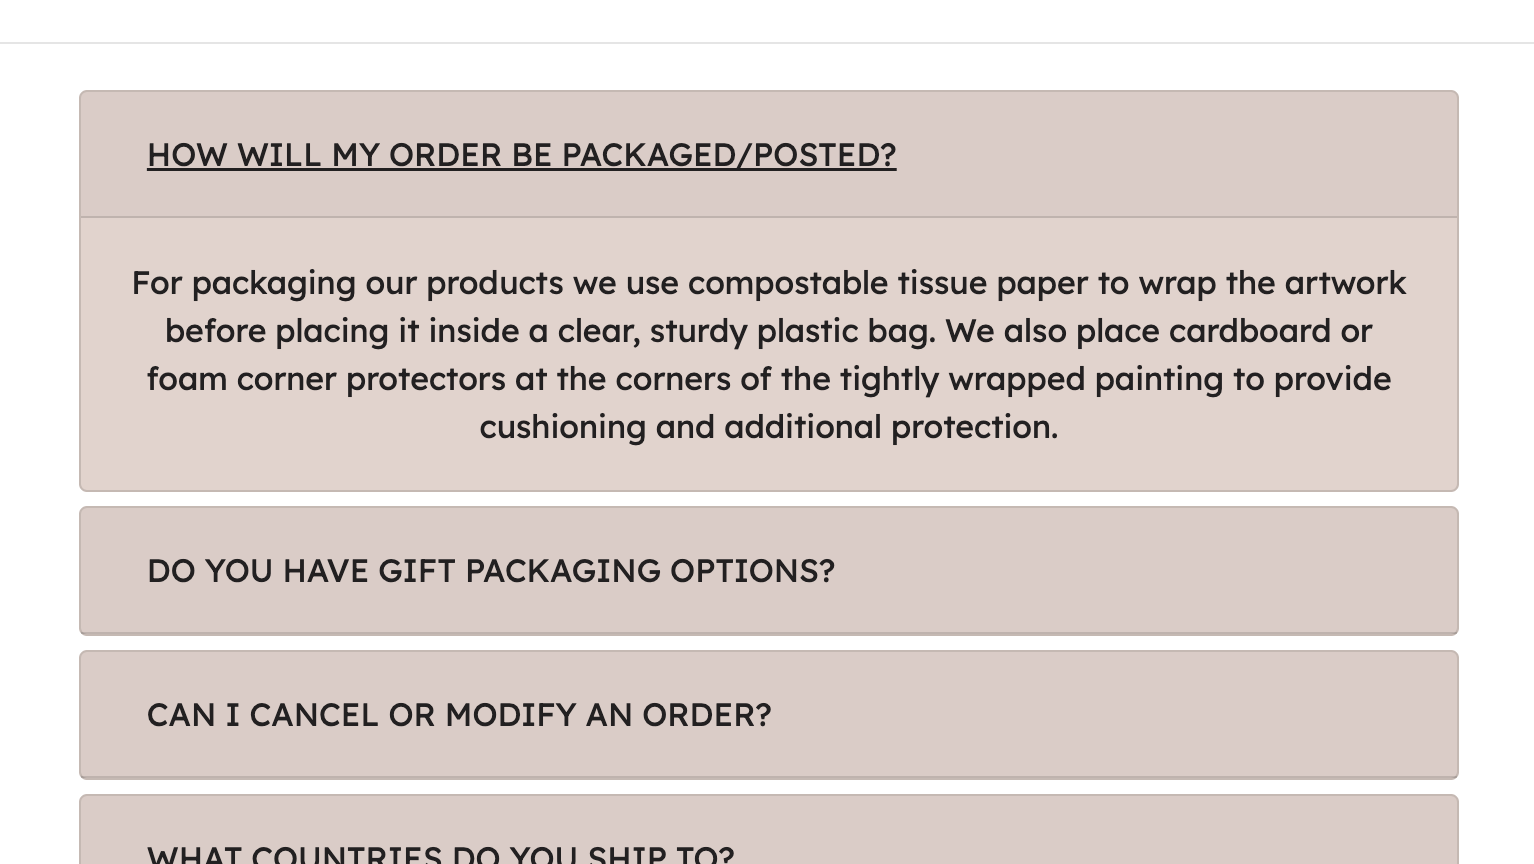 HOW WILL MY ORDER BE PACKAGED/POSTED?
For packaging our products we use compostable tissue paper to wrap the artwork
before placing it inside a clear, sturdy plastic bag. We also place cardboard or
foam corner protectors at the corners of the tightly wrapped painting to provide
cushioning and additional protection.
DO YOU HAVE GIFT PACKAGING OPTIONS?
CAN I CANCEL OR MODIFY AN ORDER?
WHAT COUNTRIES DO YOU SHIP TO?